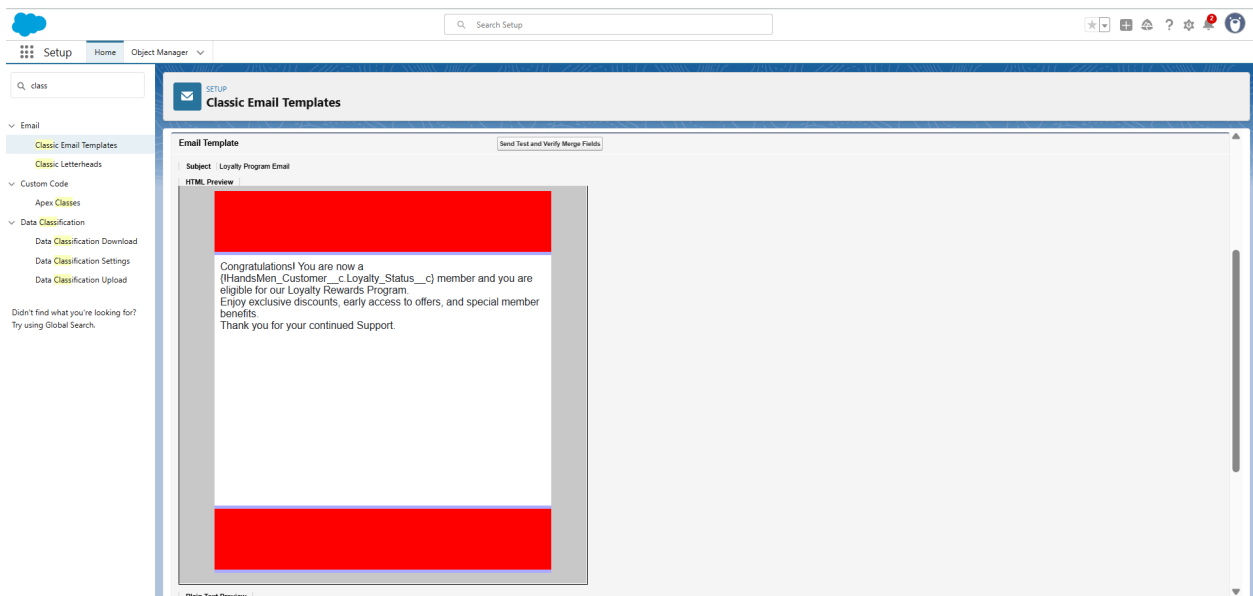 Search Setup
2
Setup
Home
Object Manager
class
Email
Classic Email Templates
Classic Letterheads
Custom Code
Apex Classes
Data Classification
Data Classification Download
Data Classification Settings
Data Classification Upload
Didn't find what you're looking for?
Try using Global Search.
SETUP
Classic Email Templates
Email Template
Send Test and Verify Merge Fields
Subject Loyalty Program Email
HTML Preview
Congratulations! You are now a
{!HandsMen_Customer__c.Loyalty_Status__c} member and you are
eligible for our Loyalty Rewards Program.
Enjoy exclusive discounts, early access to offers, and special member
benefits.
Thank you for your continued Support.
Plain Text Preview